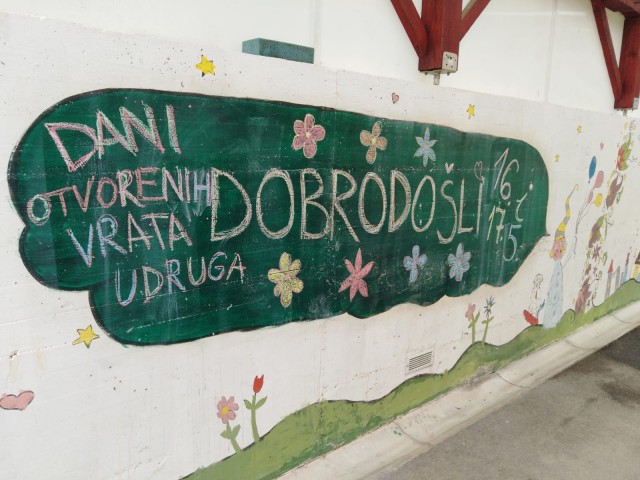 DANI
OTVORENIH
VRATA
UDRUGA
DOBRODOŠLI
16 i
17.5